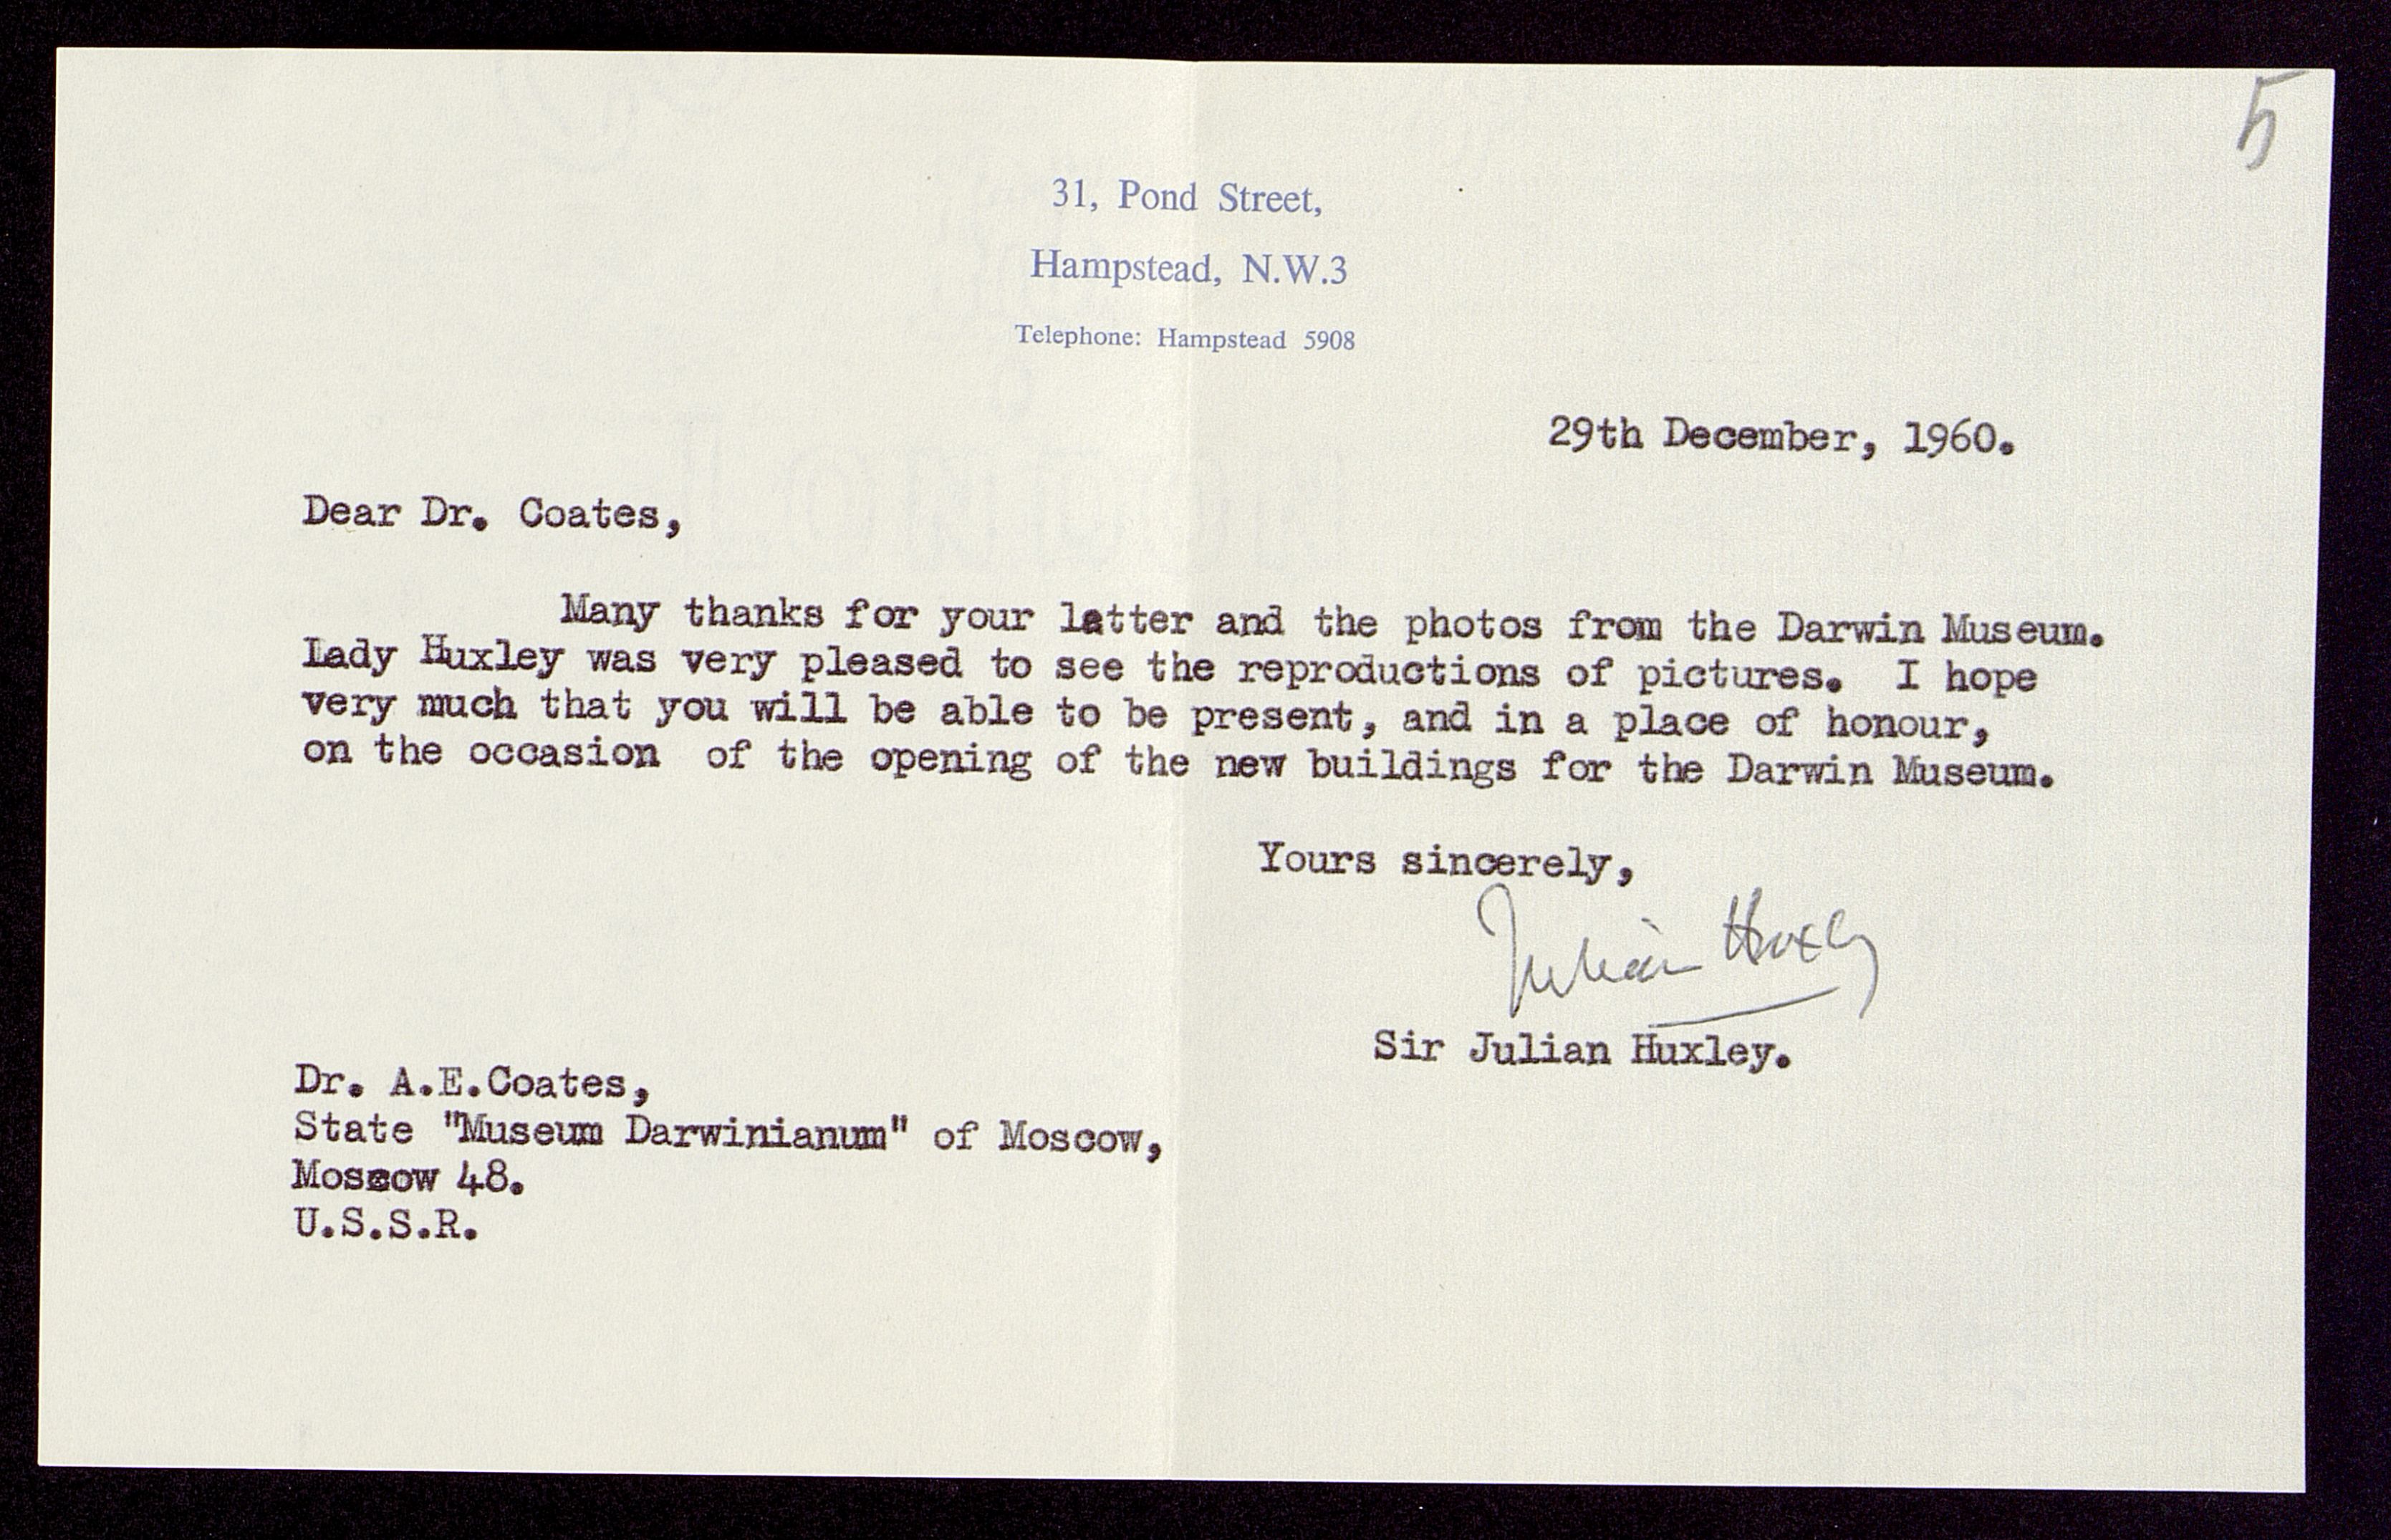 5
31, Pond Street,
Hampstead, N.W.3
Telephone: Hampstead 5908
29th December, 1960.
Dear Dr. Coates,
Many thanks for your letter and the photos from the Darwin Museum.
Lady Huxley was very pleased to see the reproductions of pictures. I hope
very much that you will be able to be present, and in a place of honour,
on the occasion of the opening of the new buildings for the Darwin Museum.
Yours sincerely,
Julian Huxley
Sir Julian Huxley.
Dr. A.E.Coates,
State "Museum Darwinianum" of Moscow,
Moscow 48.
U.S.S.R.